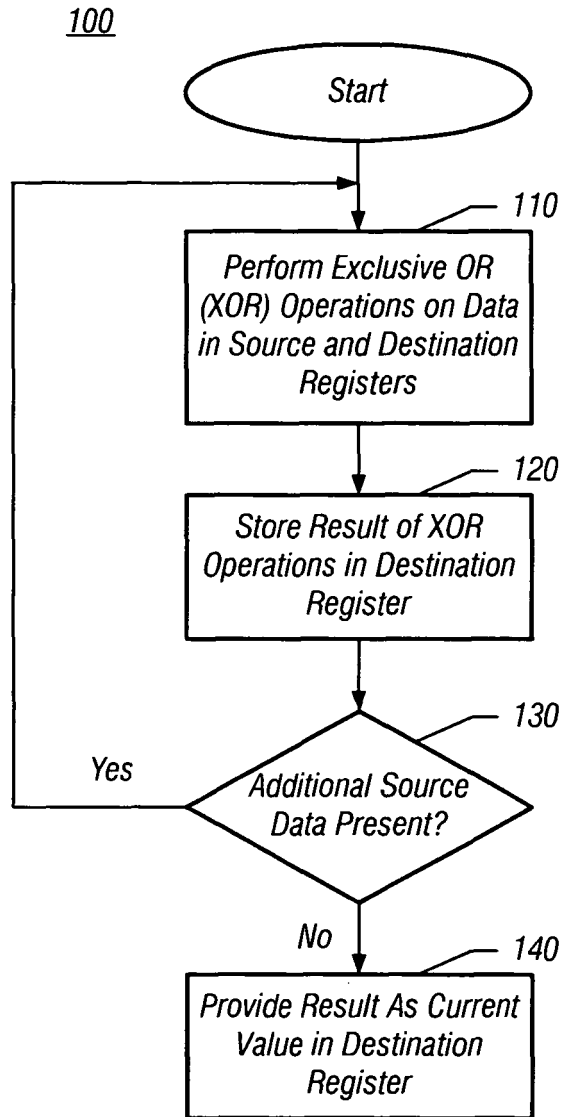 100
Start
110
Perform Exclusive OR
(XOR) Operations on Data
in Source and Destination
Registers
120
Store Result of XOR
Operations in Destination
Register
130
Yes
Additional Source
Data Present?
No
140
Provide Result As Current
Value in Destination
Register